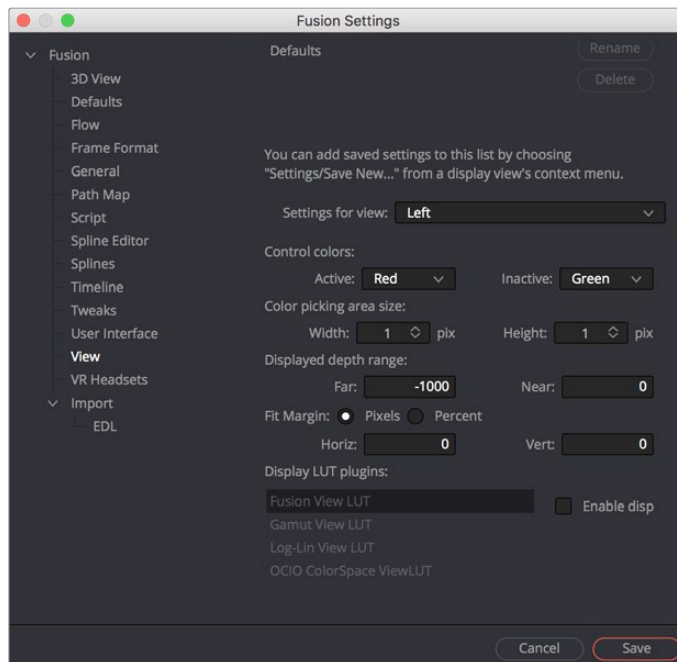 Fusion Settings
Fusion
3D View
Defaults
Flow
Frame Format
General
Path Map
Script
Spline Editor
Splines
Timeline
Tweaks
User Interface
View
VR Headsets
Import
EDL
Defaults
Rename
Delete
You can add saved settings to this list by choosing
"Settings/Save New..." from a display view's context menu.
Settings for view: Left
Control colors:
Active: Red Inactive: Green
Color picking area size:
Width: 1 pix Height: 1 pix
Displayed depth range:
Far: -1000 Near: 0
Fit Margin: Pixels Percent
Horiz: 0 Vert: 0
Display LUT plugins:
Fusion View LUT
Gamut View LUT
Log-Lin View LUT
OCIO ColorSpace ViewLUT
Enable disp
Cancel Save